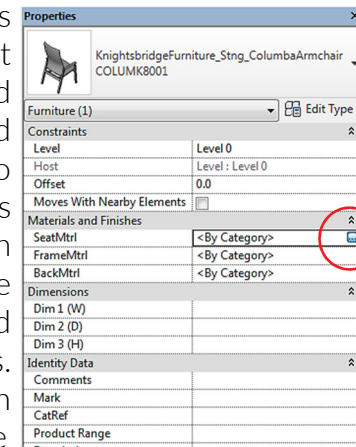 Properties
KnightsbridgeFurniture_Stng_ColumbaArmchair
COLUMK8001
Furniture (1) Edit Type
Constraints
Level Level 0
Host Level : Level 0
Offset 0.0
Moves With Nearby Elements
Materials and Finishes
SeatMtrl <By Category>
FrameMtrl <By Category>
BackMtrl <By Category>
Dimensions
Dim 1 (W)
Dim 2 (D)
Dim 3 (H)
Identity Data
Comments
Mark
CatRef
Product Range